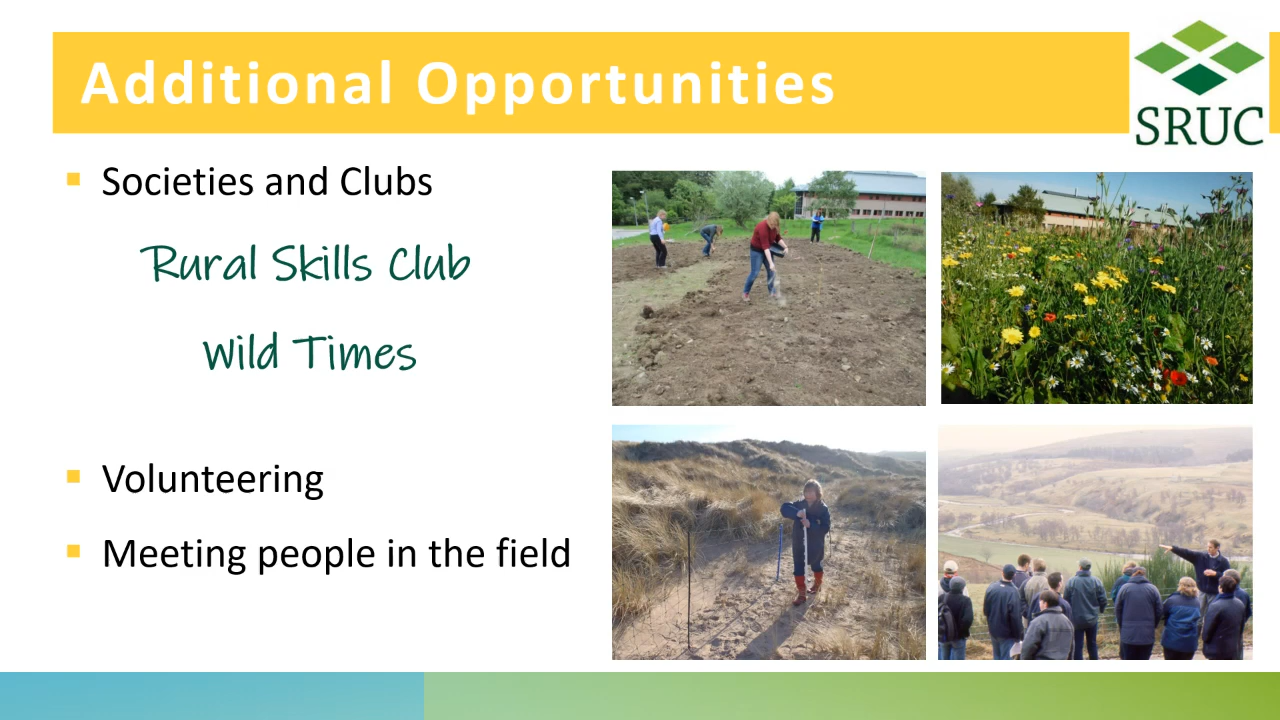 Additional Opportunities
SRUC
Societies and Clubs
Rural Skills Club
Wild Times
Volunteering
Meeting people in the field